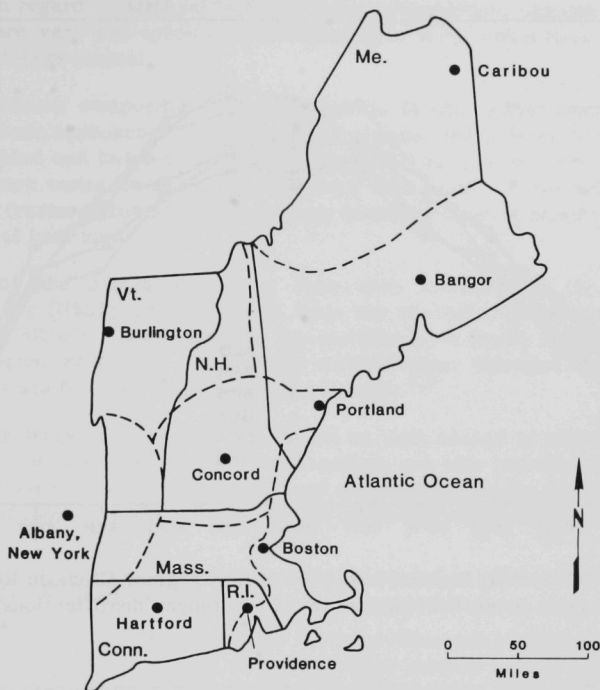 Me.
Caribou
Bangor
Vt.
Burlington
N.H.
Portland
Concord
Atlantic Ocean
N
Albany,
New York
Boston
Mass.
R.I.
Hartford
Conn.
Providence
0 50 100
Miles